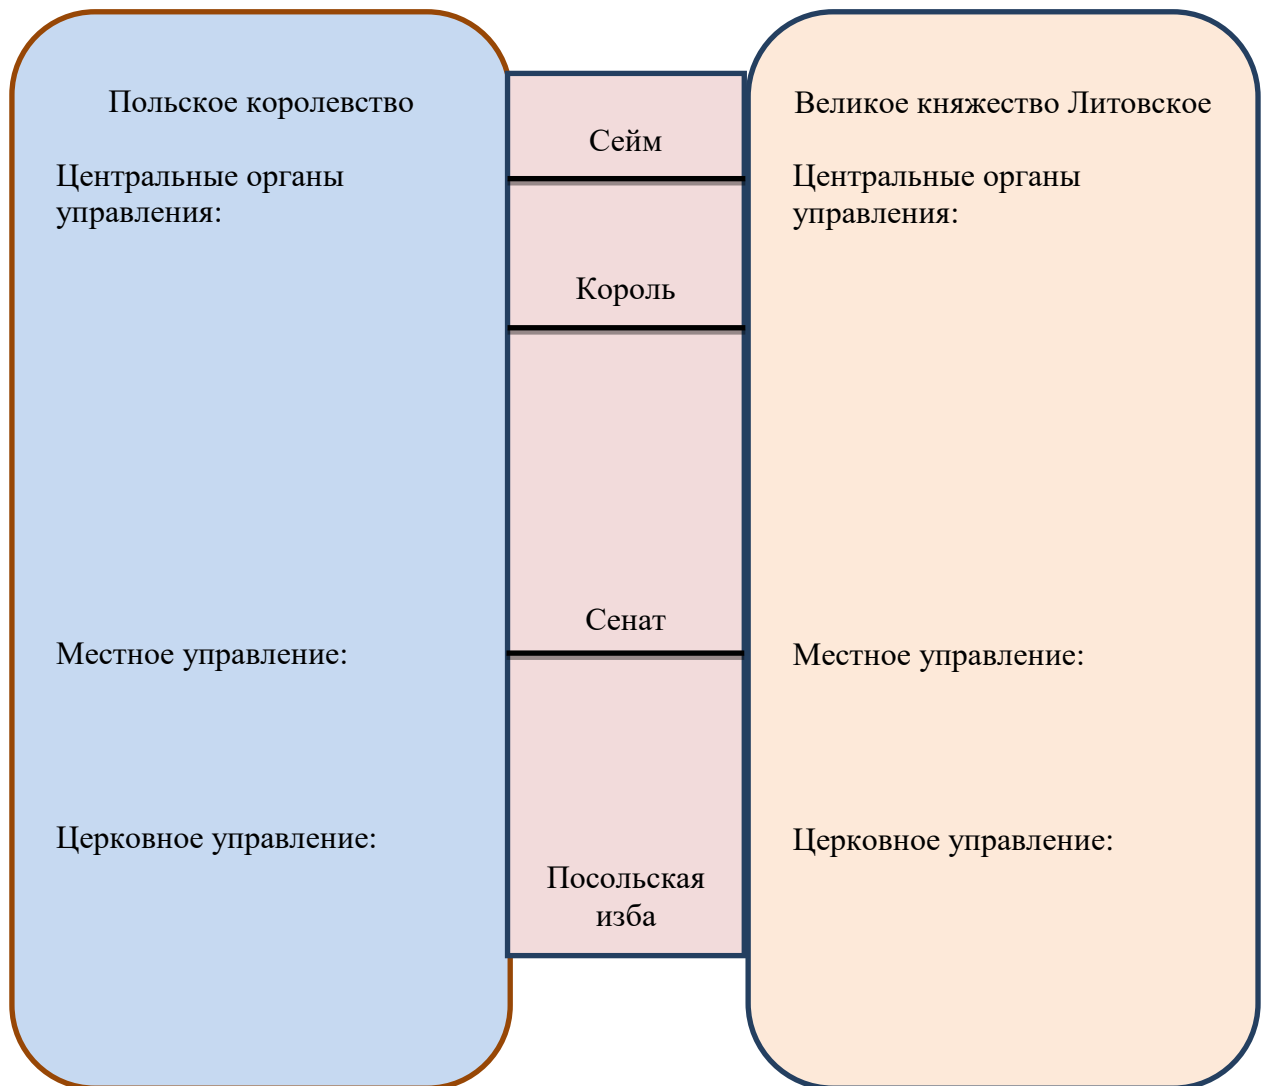 Польское королевство
Центральные органы
управления:
Местное управление:
Церковное управление:
Сейм
Король
Сенат
Посольская
изба
Великое княжество Литовское
Центральные органы
управления:
Местное управление:
Церковное управление: